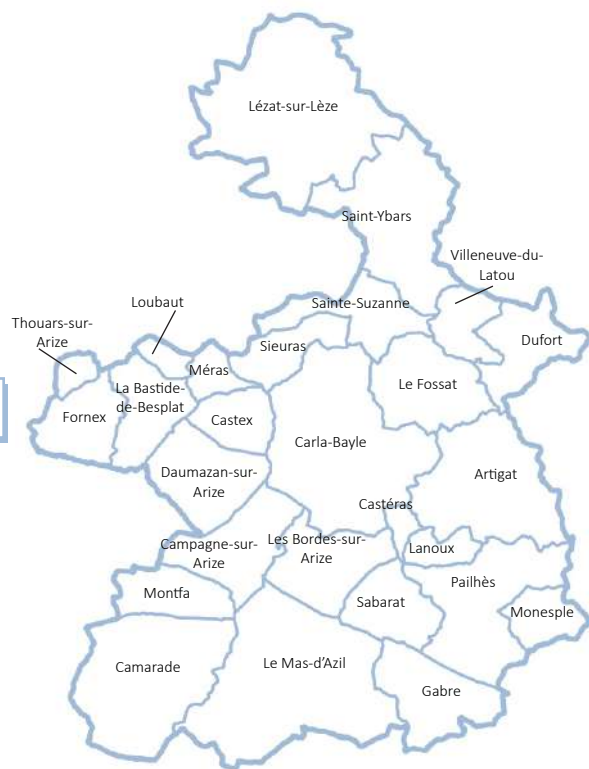 Lézat-sur-Lèze
Saint-Ybars
Villeneuve-du-
Latou
Loubaut
Sainte-Suzanne
Thouars-sur-
Arize
Dufort
Sieuras
Méras
La Bastide-
de-Besplat
Le Fossat
Fornex
Castex
Carla-Bayle
Daumazan-sur-
Arize
Artigat
Castéras
Campagne-sur-
Arize
Les Bordes-sur-
Arize
Lanoux
Pailhès
Montfa
Sabarat
Monesple
Camarade
Le Mas-d'Azil
Gabre